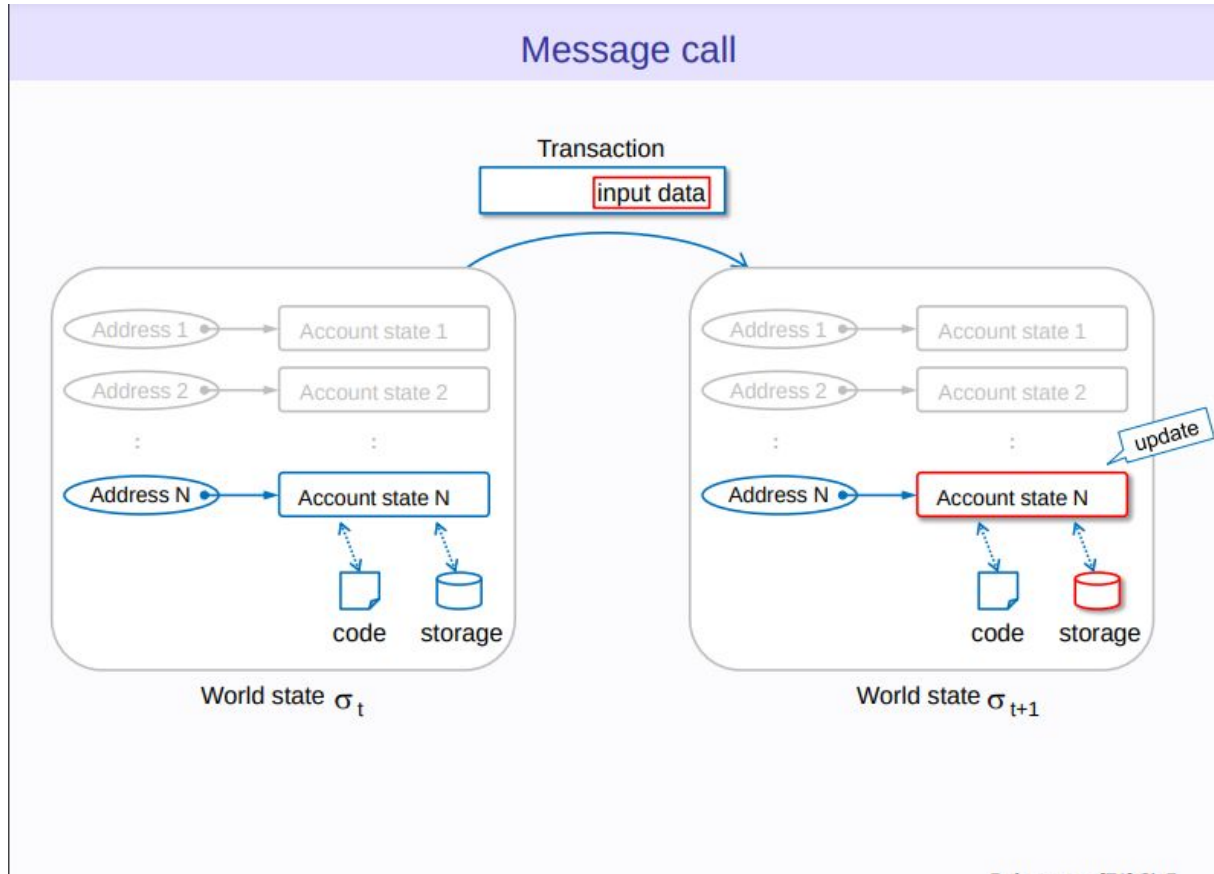 Message call
Transaction
input data
Address 1
Account state 1
Address 2
Account state 2
:
:
Address N
Account state N
code
storage
World state σ t
Address 1
Account state 1
Address 2
Account state 2
:
:
update
Address N
Account state N
code
storage
World state σ t+1